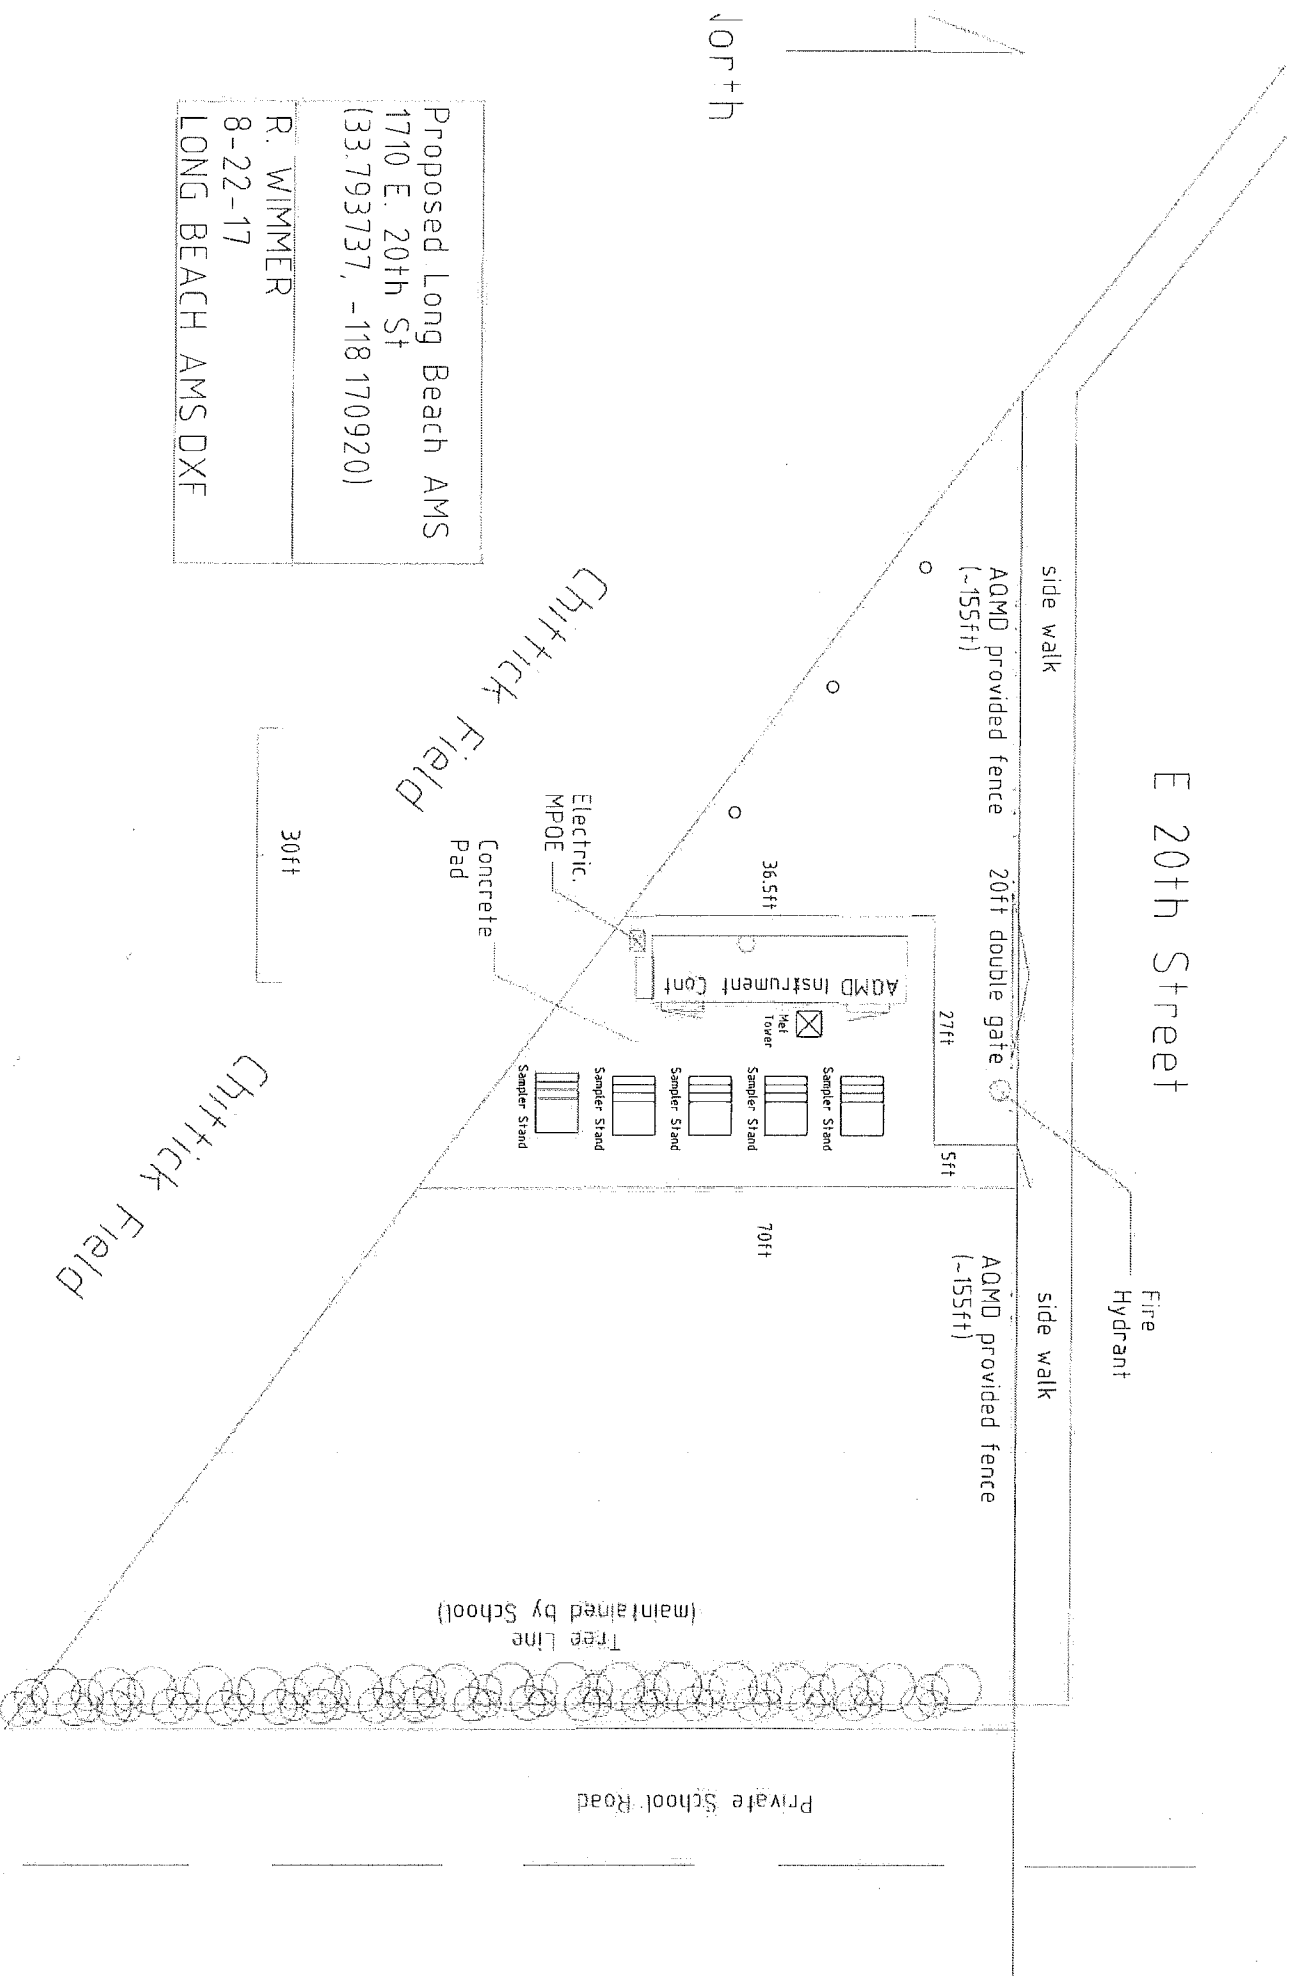 North
E 20th Street
Fire
Hydrant
side walk
side walk
AQMD provided fence
(~155ft)
20ft double gate
AQMD provided fence
(~155ft)
27ft
5ft
36.5ft
70ft
AQMD Instrument Cont
Met
Tower
Sampler Stand
Sampler Stand
Sampler Stand
Sampler Stand
Sampler Stand
Electric.
MPOE
Concrete
Pad
Chittick Field
Chittick Field
30ft
Tree Line
(maintained by School)
Private School Road
Proposed Long Beach AMS
1710 E. 20th St
(33.793737, -118.170920)
R. WIMMER
8-22-17
LONG BEACH AMS.DXF